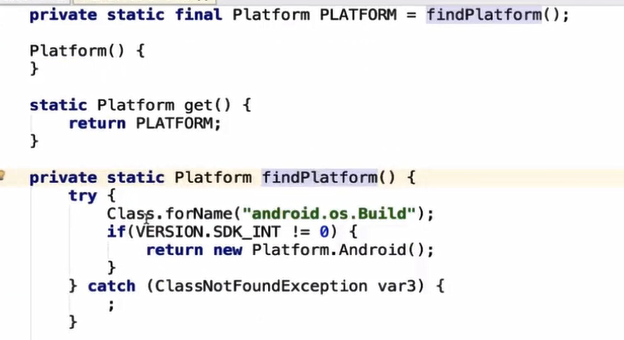 private static final Platform PLATFORM = findPlatform();
Platform() {
}
static Platform get() {
return PLATFORM;
}
private static Platform findPlatform() {
try {
Class.forName("android.os.Build");
if(VERSION.SDK_INT != 0) {
return new Platform.Android();
}
} catch (ClassNotFoundException var3) {
;
}